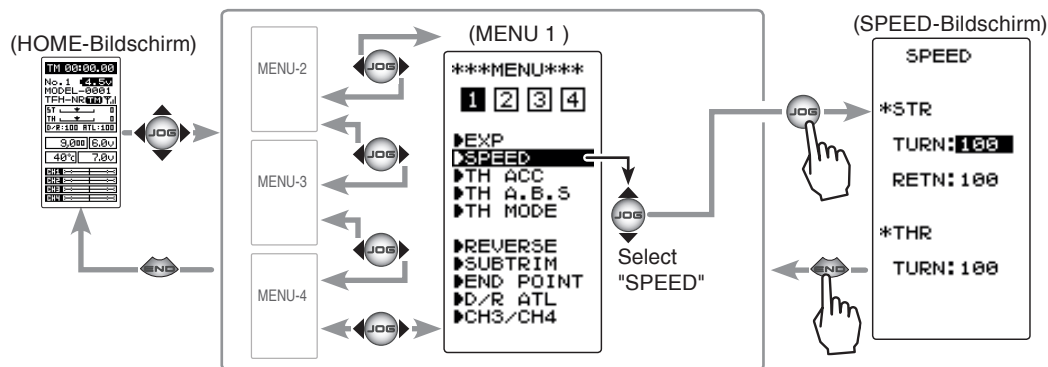 (HOME-Bildschirm)
TM 00:00.00
No.1 4.5v
MODEL-0001
TFH-NR TM
ST 0
TH 0
D/R:100 ATL:100
9,000 6.0v
40°c 7.0v
CH1
CH2
CH3
CH4
JOG
END
MENU-2
MENU-3
MENU-4
JOG
JOG
JOG
JOG
(MENU 1 )
***MENU***
1 2 3 4
EXP
SPEED
TH ACC
TH A.B.S
TH MODE
REVERSE
SUBTRIM
END POINT
D/R ATL
CH3/CH4
JOG
Select
"SPEED"
JOG
END
(SPEED-Bildschirm)
SPEED
*STR
TURN:100
RETN:100
*THR
TURN:100